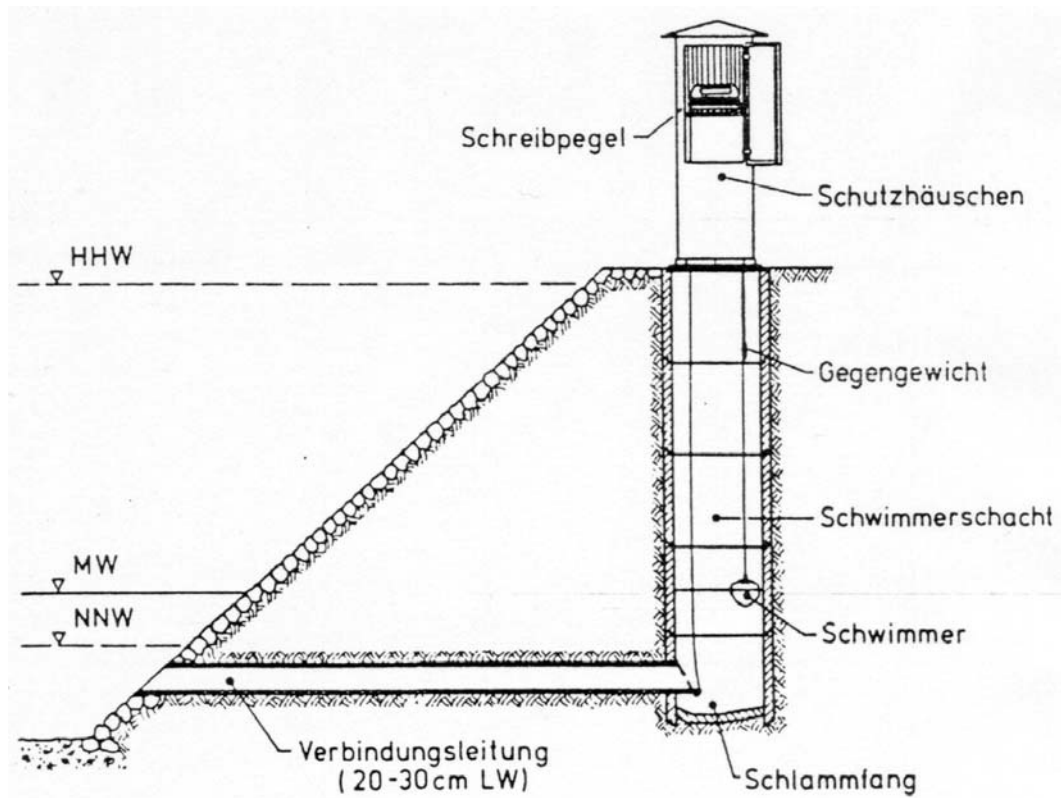 Schreibpegel
Schutzhäuschen
HHW
Gegengewicht
Schwimmerschacht
MW
NNW
Schwimmer
Verbindungsleitung
(20-30cm LW)
Schlammfang